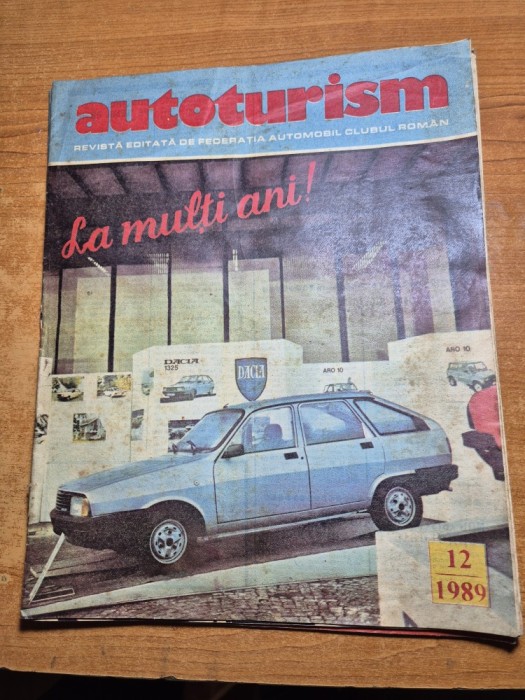 autoturism
REVISTĂ EDITATĂ DE FEDERAȚIA AUTOMOBIL CLUBUL ROMÂN
La mulți ani!
DACIA
1325
DACIA
ARO 10
ARO 10
12
1989